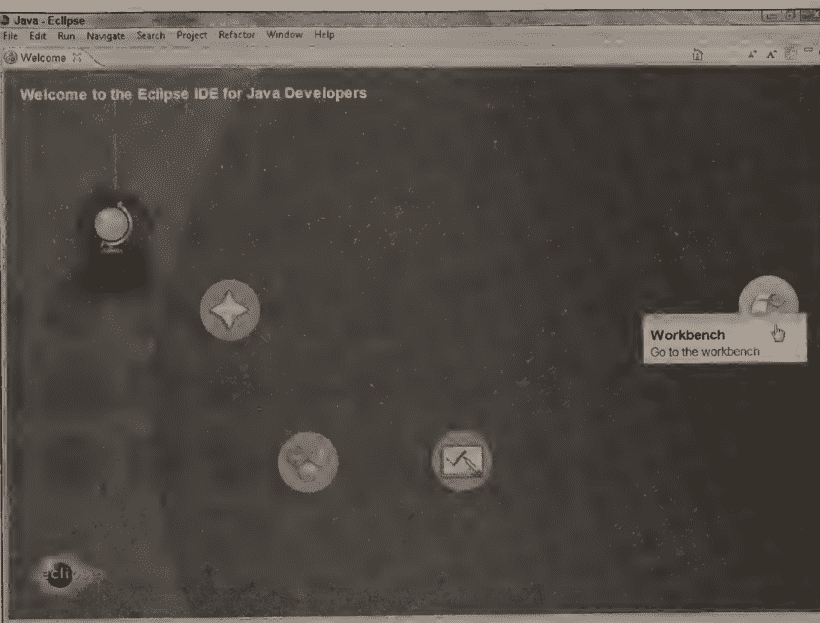 Java - Eclipse
File Edit Run Navigate Search Project Refactor Window Help
Welcome
Welcome to the Eclipse IDE for Java Developers
Workbench
Go to the workbench
ecli